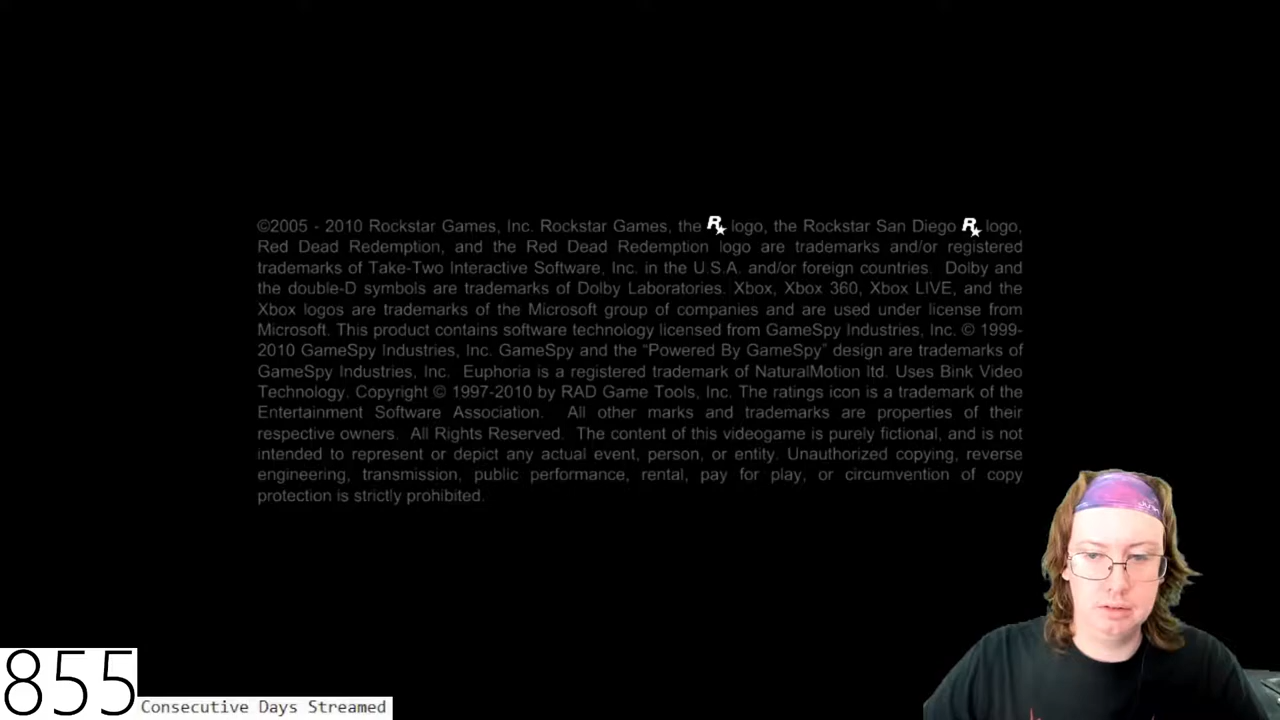 ©2005 - 2010 Rockstar Games, Inc. Rockstar Games, the R logo, the Rockstar San Diego R logo,
Red Dead Redemption, and the Red Dead Redemption logo are trademarks and/or registered
trademarks of Take-Two Interactive Software, Inc. in the U.S.A. and/or foreign countries. Dolby and
the double-D symbols are trademarks of Dolby Laboratories. Xbox, Xbox 360, Xbox LIVE, and the
Xbox logos are trademarks of the Microsoft group of companies and are used under license from
Microsoft. This product contains software technology licensed from GameSpy Industries, Inc. © 1999-
2010 GameSpy Industries, Inc. GameSpy and the “Powered By GameSpy” design are trademarks of
GameSpy Industries, Inc. Euphoria is a registered trademark of NaturalMotion ltd. Uses Bink Video
Technology. Copyright © 1997-2010 by RAD Game Tools, Inc. The ratings icon is a trademark of the
Entertainment Software Association. All other marks and trademarks are properties of their
respective owners. All Rights Reserved. The content of this videogame is purely fictional, and is not
intended to represent or depict any actual event, person, or entity. Unauthorized copying, reverse
engineering, transmission, public performance, rental, pay for play, or circumvention of copy
protection is strictly prohibited.
855 Consecutive Days Streamed